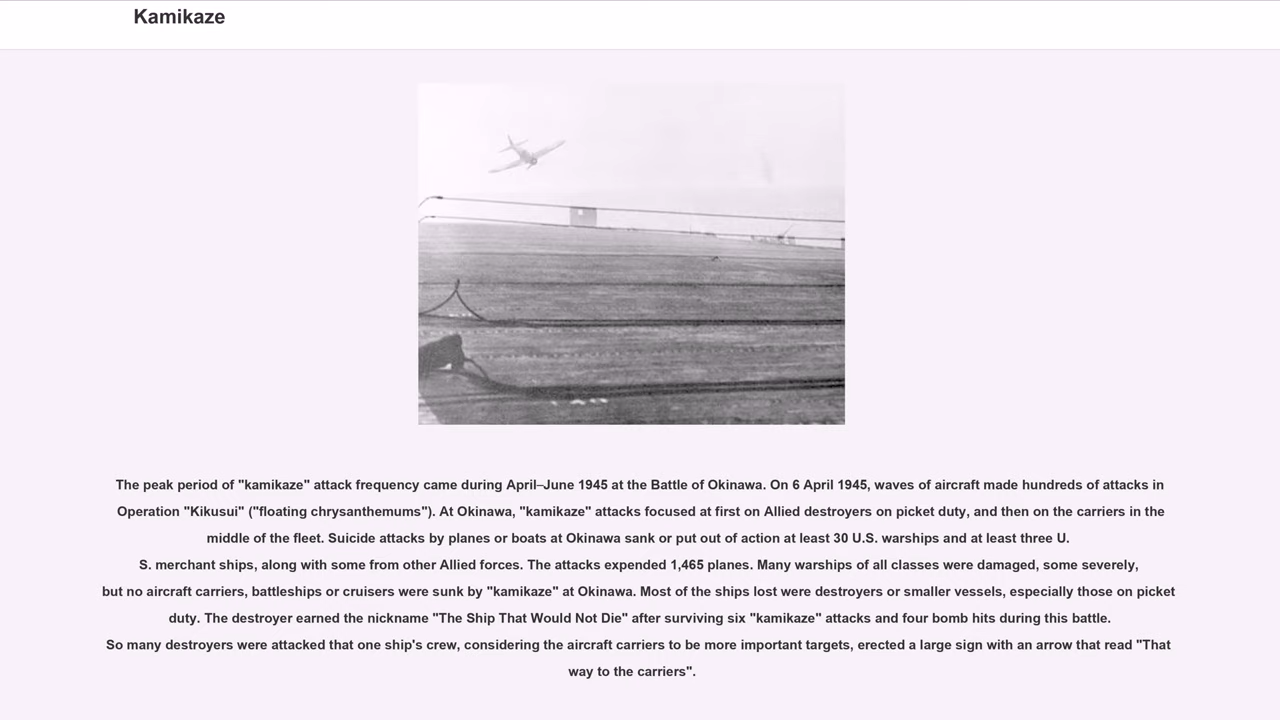 Kamikaze
The peak period of "kamikaze" attack frequency came during April–June 1945 at the Battle of Okinawa. On 6 April 1945, waves of aircraft made hundreds of attacks in
Operation "Kikusui" ("floating chrysanthemums"). At Okinawa, "kamikaze" attacks focused at first on Allied destroyers on picket duty, and then on the carriers in the
middle of the fleet. Suicide attacks by planes or boats at Okinawa sank or put out of action at least 30 U.S. warships and at least three U.
S. merchant ships, along with some from other Allied forces. The attacks expended 1,465 planes. Many warships of all classes were damaged, some severely,
but no aircraft carriers, battleships or cruisers were sunk by "kamikaze" at Okinawa. Most of the ships lost were destroyers or smaller vessels, especially those on picket
duty. The destroyer earned the nickname "The Ship That Would Not Die" after surviving six "kamikaze" attacks and four bomb hits during this battle.
So many destroyers were attacked that one ship's crew, considering the aircraft carriers to be more important targets, erected a large sign with an arrow that read "That
way to the carriers".